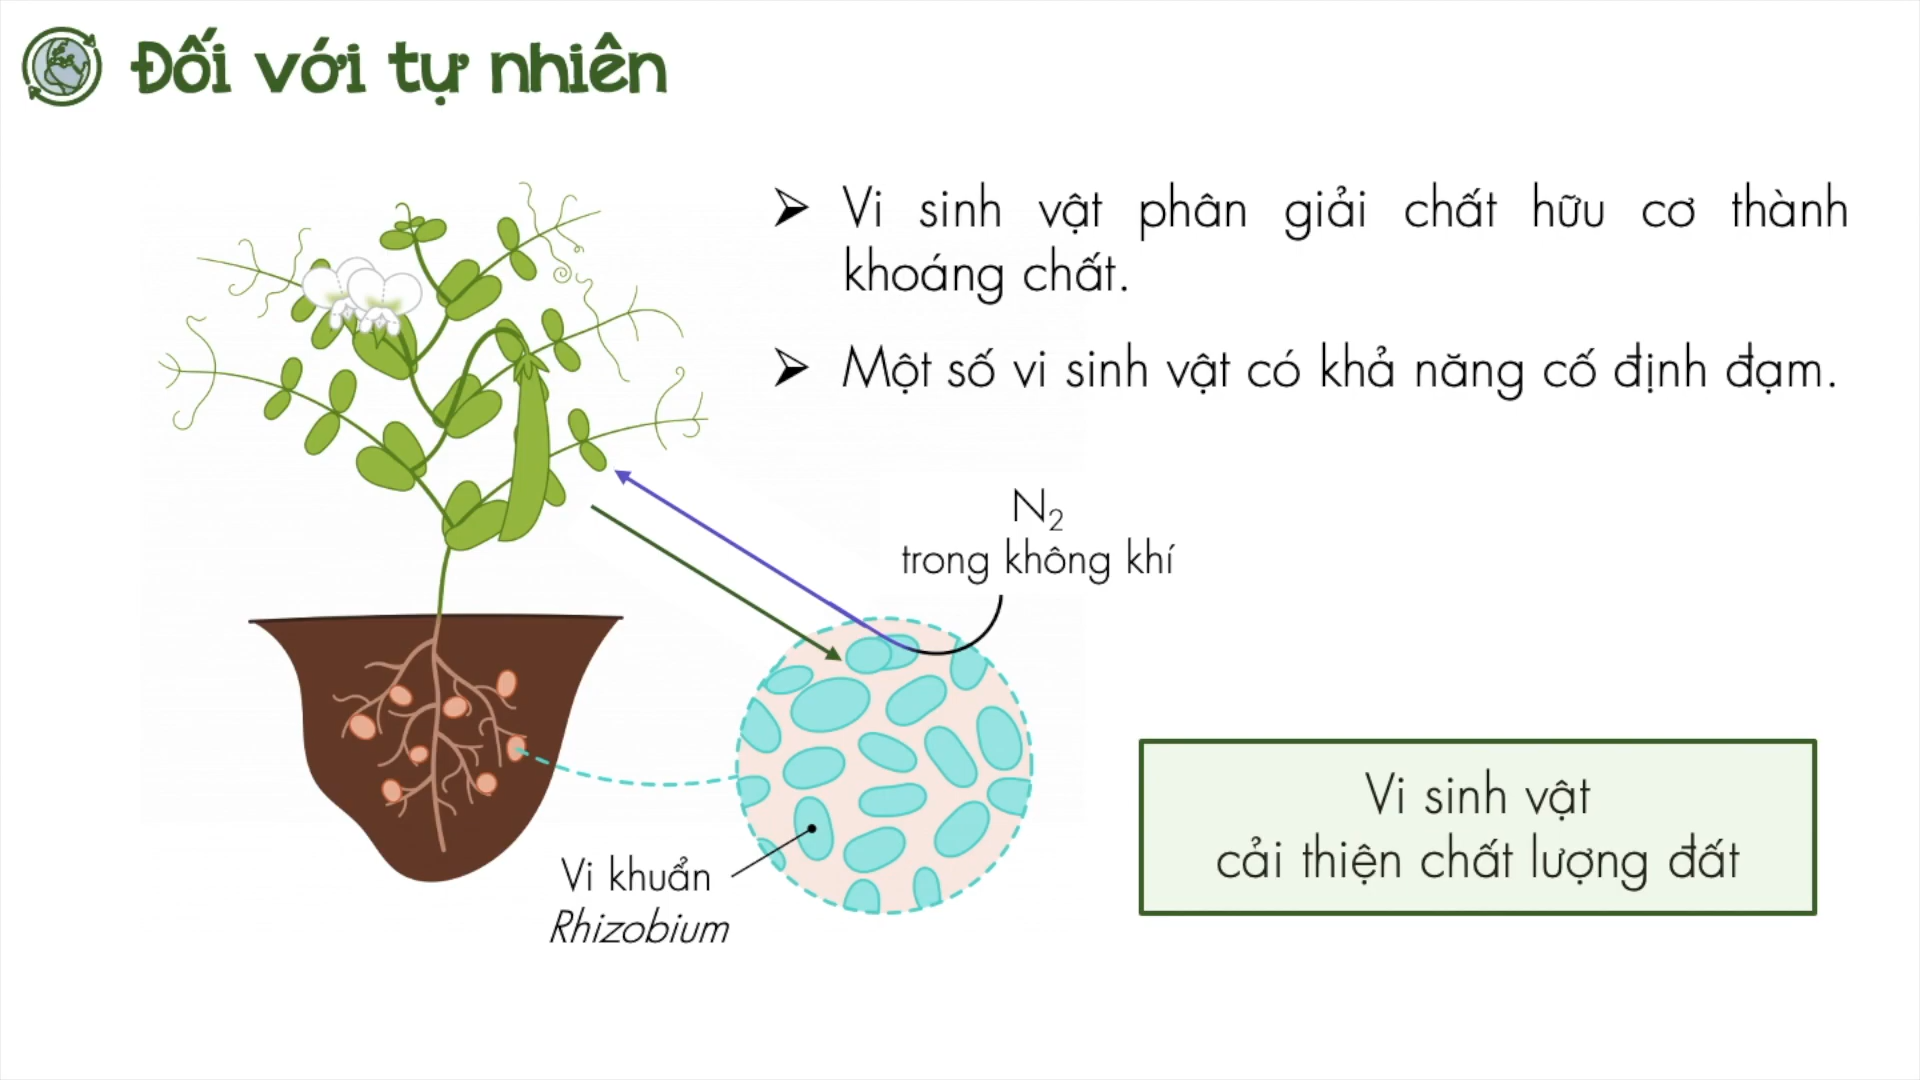 Đối với tự nhiên
Vi sinh vật phân giải chất hữu cơ thành
khoáng chất.
Một số vi sinh vật có khả năng cố định đạm.
N₂
trong không khí
Vi khuẩn
Rhizobium
Vi sinh vật
cải thiện chất lượng đất